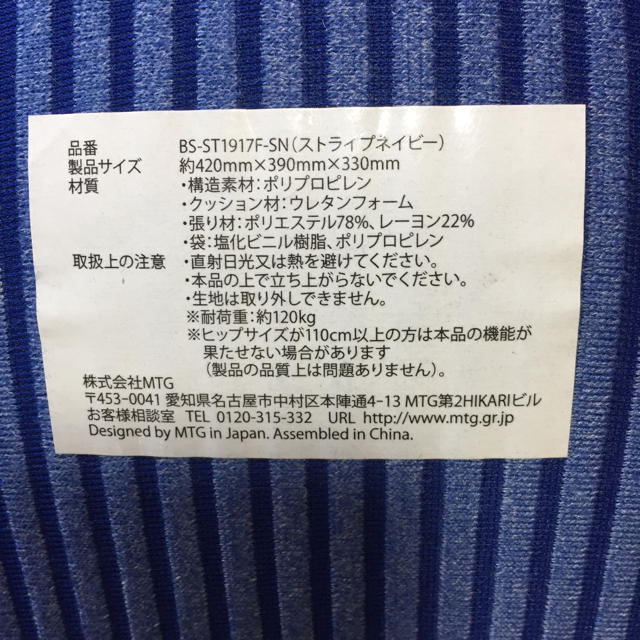 品番 BS-ST1917F-SN(ストライプネイビー)
製品サイズ 約420mm×390mm×330mm
材質 ・構造素材:ポリプロピレン
・クッション材:ウレタンフォーム
・張り材:ポリエステル78%、レーヨン22%
・袋:塩化ビニル樹脂、ポリプロピレン
取扱上の注意 ・直射日光又は熱を避けてください。
・本品の上で立ち上がらないでください。
・生地は取り外しできません。
※耐荷重:約120kg
※ヒップサイズが110cm以上の方は本品の機能が
果たせない場合があります
(製品の品質上は問題ありません)。
株式会社MTG
〒453-0041 愛知県名古屋市中村区本陣通4-13 MTG第2HIKARIビル
お客様相談室 TEL 0120-315-332 URL http://www.mtg.gr.jp
Designed by MTG in Japan. Assembled in China.